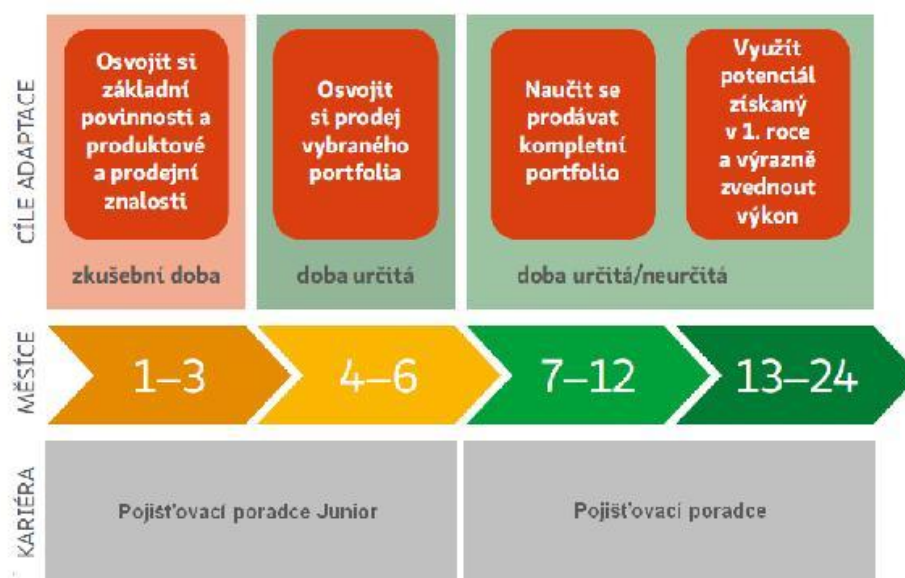 CÍLE ADAPTACE
Osvojit si
základní
povinnosti a
produktové
a prodejní
znalosti
zkušební doba
Osvojit
si prodej
vybraného
portfolia
doba určitá
Naučit se
prodávat
kompletní
portfolio
Využít
potenciál
získaný
v 1. roce
a výrazně
zvednout
výkon
doba určitá/neurčitá
MĚSÍCE
1–3
4–6
7–12
13–24
KARIÉRA
Pojišťovací poradce Junior
Pojišťovací poradce